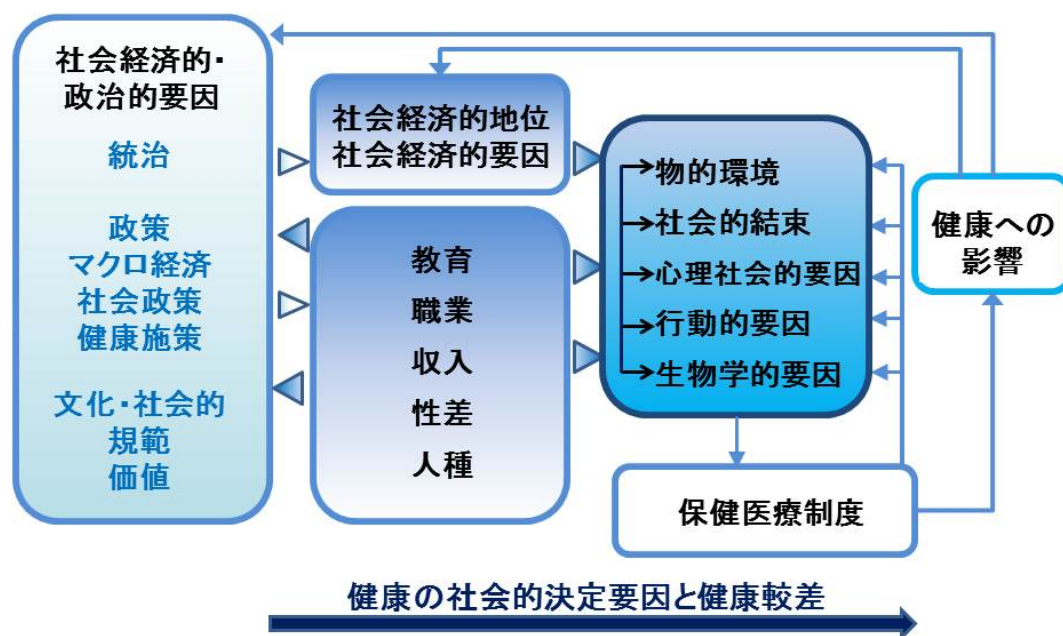 社会経済的・
政治的要因
統治
政策
マクロ経済
社会政策
健康施策
文化・社会的
規範
価値
社会経済的地位
社会経済的要因
教育
職業
収入
性差
人種
物的環境
社会的結束
心理社会的要因
行動的要因
生物学的要因
保健医療制度
健康への
影響
健康の社会的決定要因と健康較差